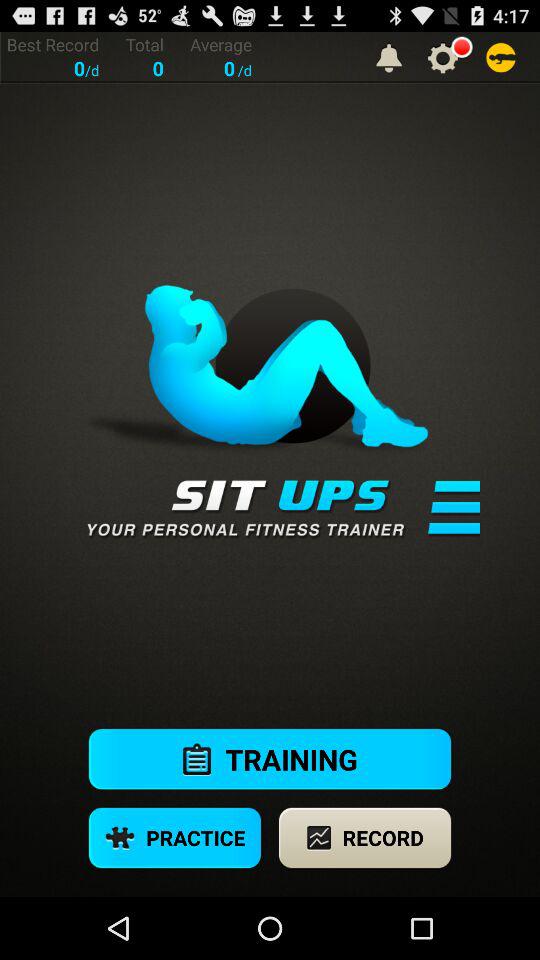 52° 4:17
Best Record Total Average
0/d 0 0/d
SIT UPS
YOUR PERSONAL FITNESS TRAINER
TRAINING
PRACTICE RECORD